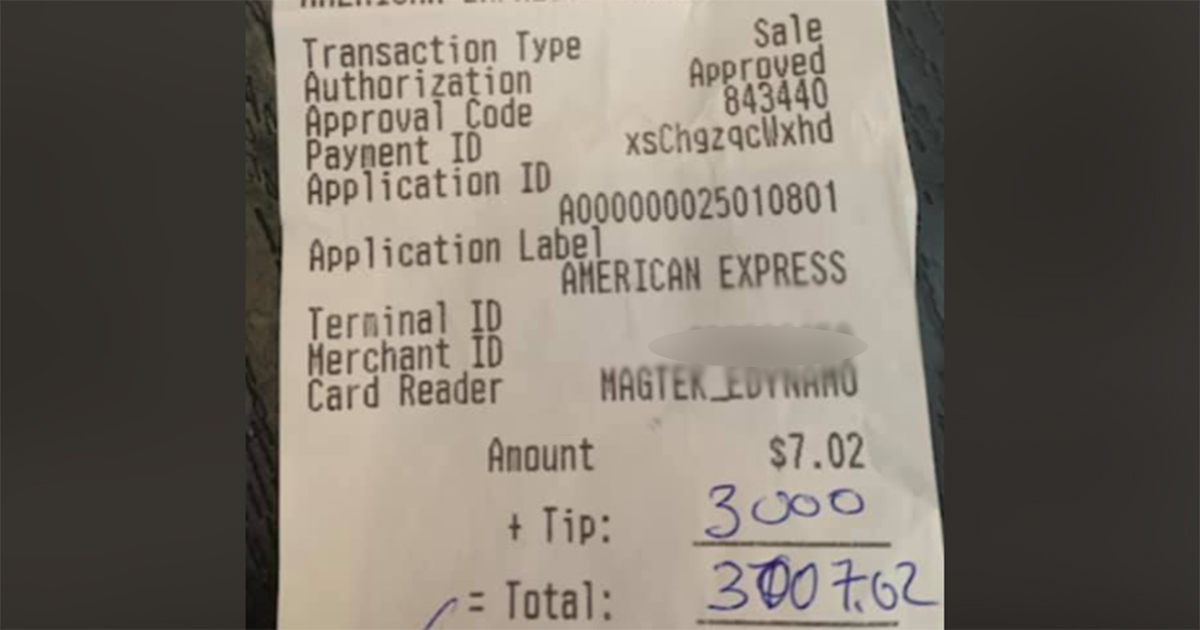 Transaction Type Sale
Authorization Approved
Approval Code 843440
Payment ID xsChgzqcWxhd
Application ID
A000000025010801
Application Label
AMERICAN EXPRESS
Terminal ID
Merchant ID
Card Reader MAGTEK_EDYNAMO
Amount $7.02
+ Tip: 3000
= Total: 3007.02